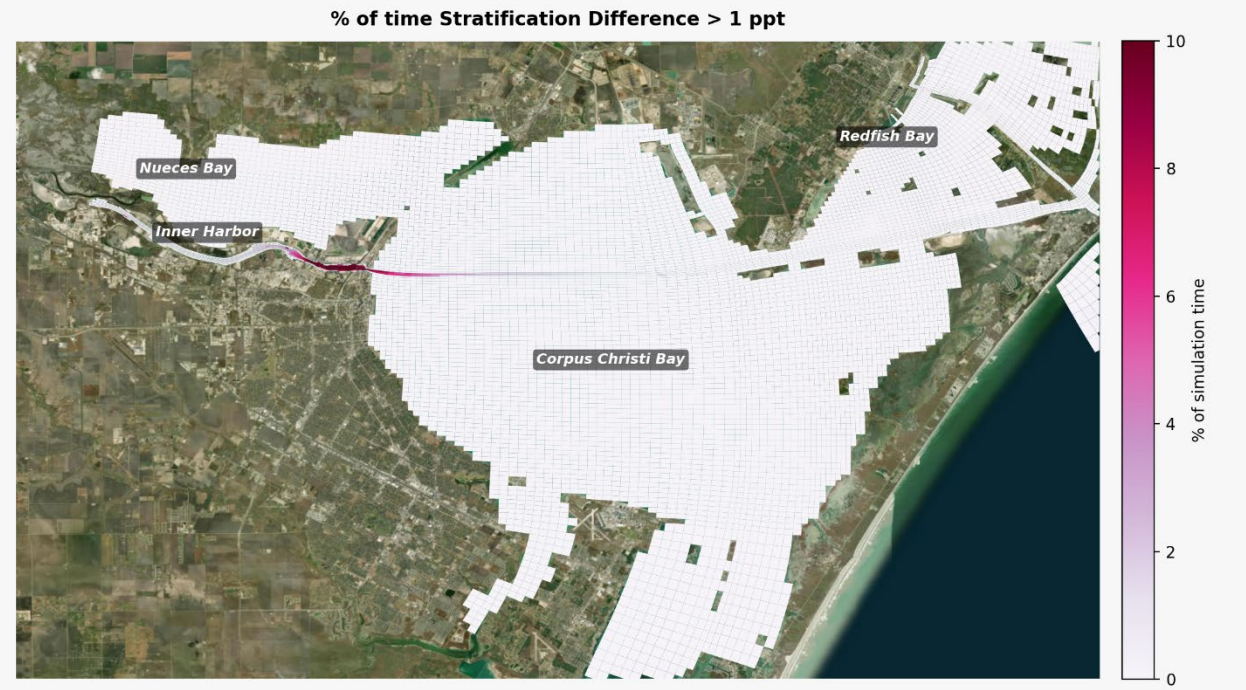 % of time Stratification Difference > 1 ppt
Redfish Bay
Nueces Bay
Inner Harbor
Corpus Christi Bay
10
8
6
4
2
0
% of simulation time